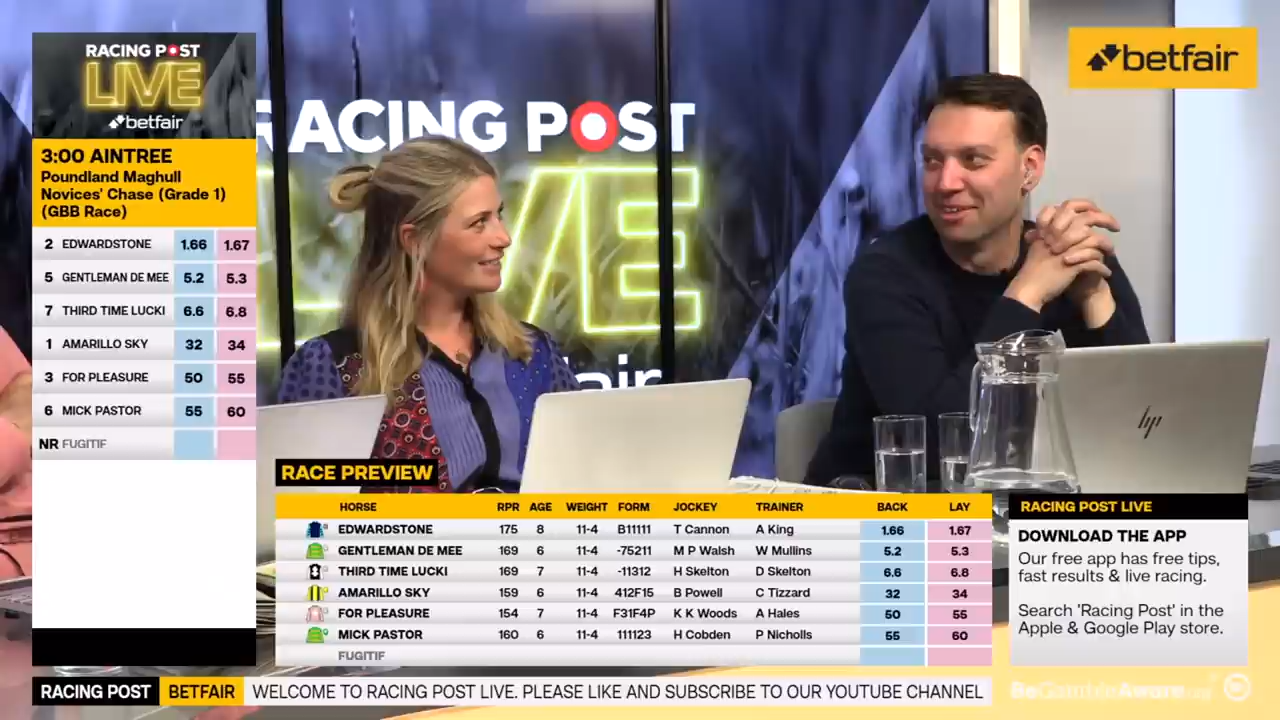 RACING POST
LIVE
betfair
3:00 AINTREE
Poundland Maghull
Novices' Chase (Grade 1)
(GBB Race)
2 EDWARDSTONE 1.66 1.67
5 GENTLEMAN DE MEE 5.2 5.3
7 THIRD TIME LUCKI 6.6 6.8
1 AMARILLO SKY 32 34
3 FOR PLEASURE 50 55
6 MICK PASTOR 55 60
NR FUGITIF
RACING POST
VE
air
betfair
hp
RACE PREVIEW
HORSE RPR AGE WEIGHT FORM JOCKEY TRAINER BACK LAY
EDWARDSTONE 175 8 11-4 B11111 T Cannon A King 1.66 1.67
GENTLEMAN DE MEE 169 6 11-4 -75211 M P Walsh W Mullins 5.2 5.3
THIRD TIME LUCKI 169 7 11-4 -11312 H Skelton D Skelton 6.6 6.8
AMARILLO SKY 159 6 11-4 412F15 B Powell C Tizzard 32 34
FOR PLEASURE 154 7 11-4 F31F4P K K Woods A Hales 50 55
MICK PASTOR 160 6 11-4 111123 H Cobden P Nicholls 55 60
FUGITIF
RACING POST LIVE
DOWNLOAD THE APP
Our free app has free tips,
fast results & live racing.
Search 'Racing Post' in the
Apple & Google Play store.
RACING POST BETFAIR WELCOME TO RACING POST LIVE. PLEASE LIKE AND SUBSCRIBE TO OUR YOUTUBE CHANNEL
BeGambleAware.org